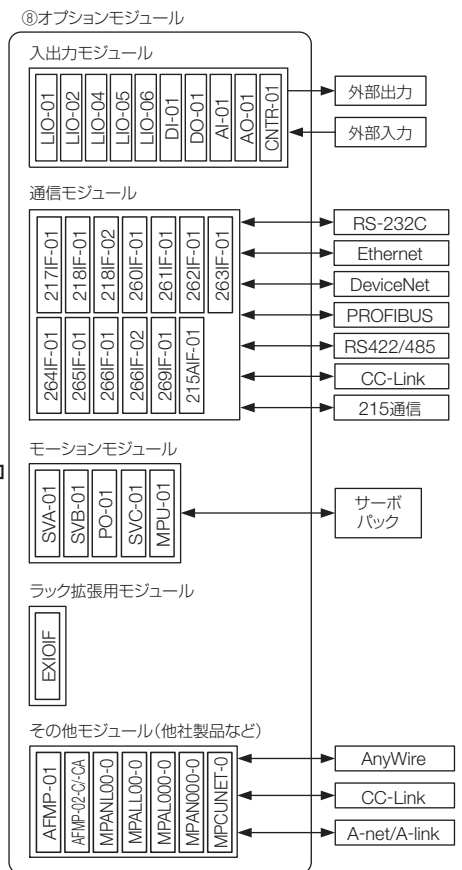 ⑧オプションモジュール
入出力モジュール
LIO-01
LIO-02
LIO-04
LIO-05
LIO-06
DI-01
DO-01
AI-01
AO-01
CNTR-01
外部出力
外部入力
通信モジュール
217IF-01
218IF-01
218IF-02
260IF-01
261IF-01
262IF-01
263IF-01
264IF-01
265IF-01
266IF-01
266IF-02
269IF-01
215AIF-01
RS-232C
Ethernet
DeviceNet
PROFIBUS
RS422/485
CC-Link
215通信
モーションモジュール
SVA-01
SVB-01
PO-01
SVC-01
MPU-01
サーボ
パック
ラック拡張用モジュール
EXIOIF
その他モジュール（他社製品など）
AFMP-01
AFMP-02-C/-CA
MPANL00-0
MPALL00-0
MPAL000-0
MPAN000-0
MPCUNET-0
AnyWire
CC-Link
A-net/A-link